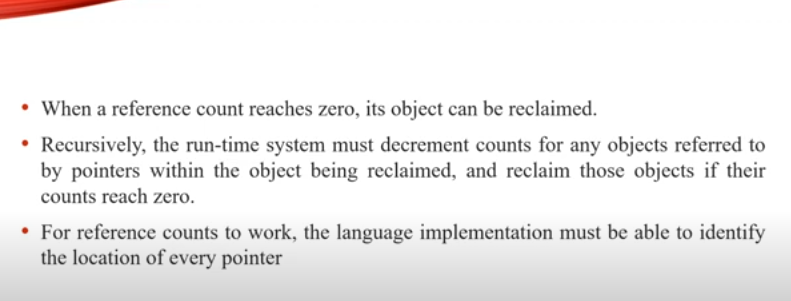 • When a reference count reaches zero, its object can be reclaimed.
• Recursively, the run-time system must decrement counts for any objects referred to
by pointers within the object being reclaimed, and reclaim those objects if their
counts reach zero.
• For reference counts to work, the language implementation must be able to identify
the location of every pointer